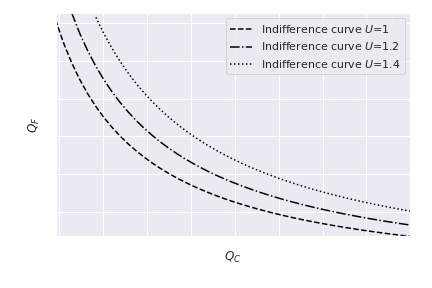 Indifference curve U=1
Indifference curve U=1.2
Indifference curve U=1.4
Q_F
Q_C